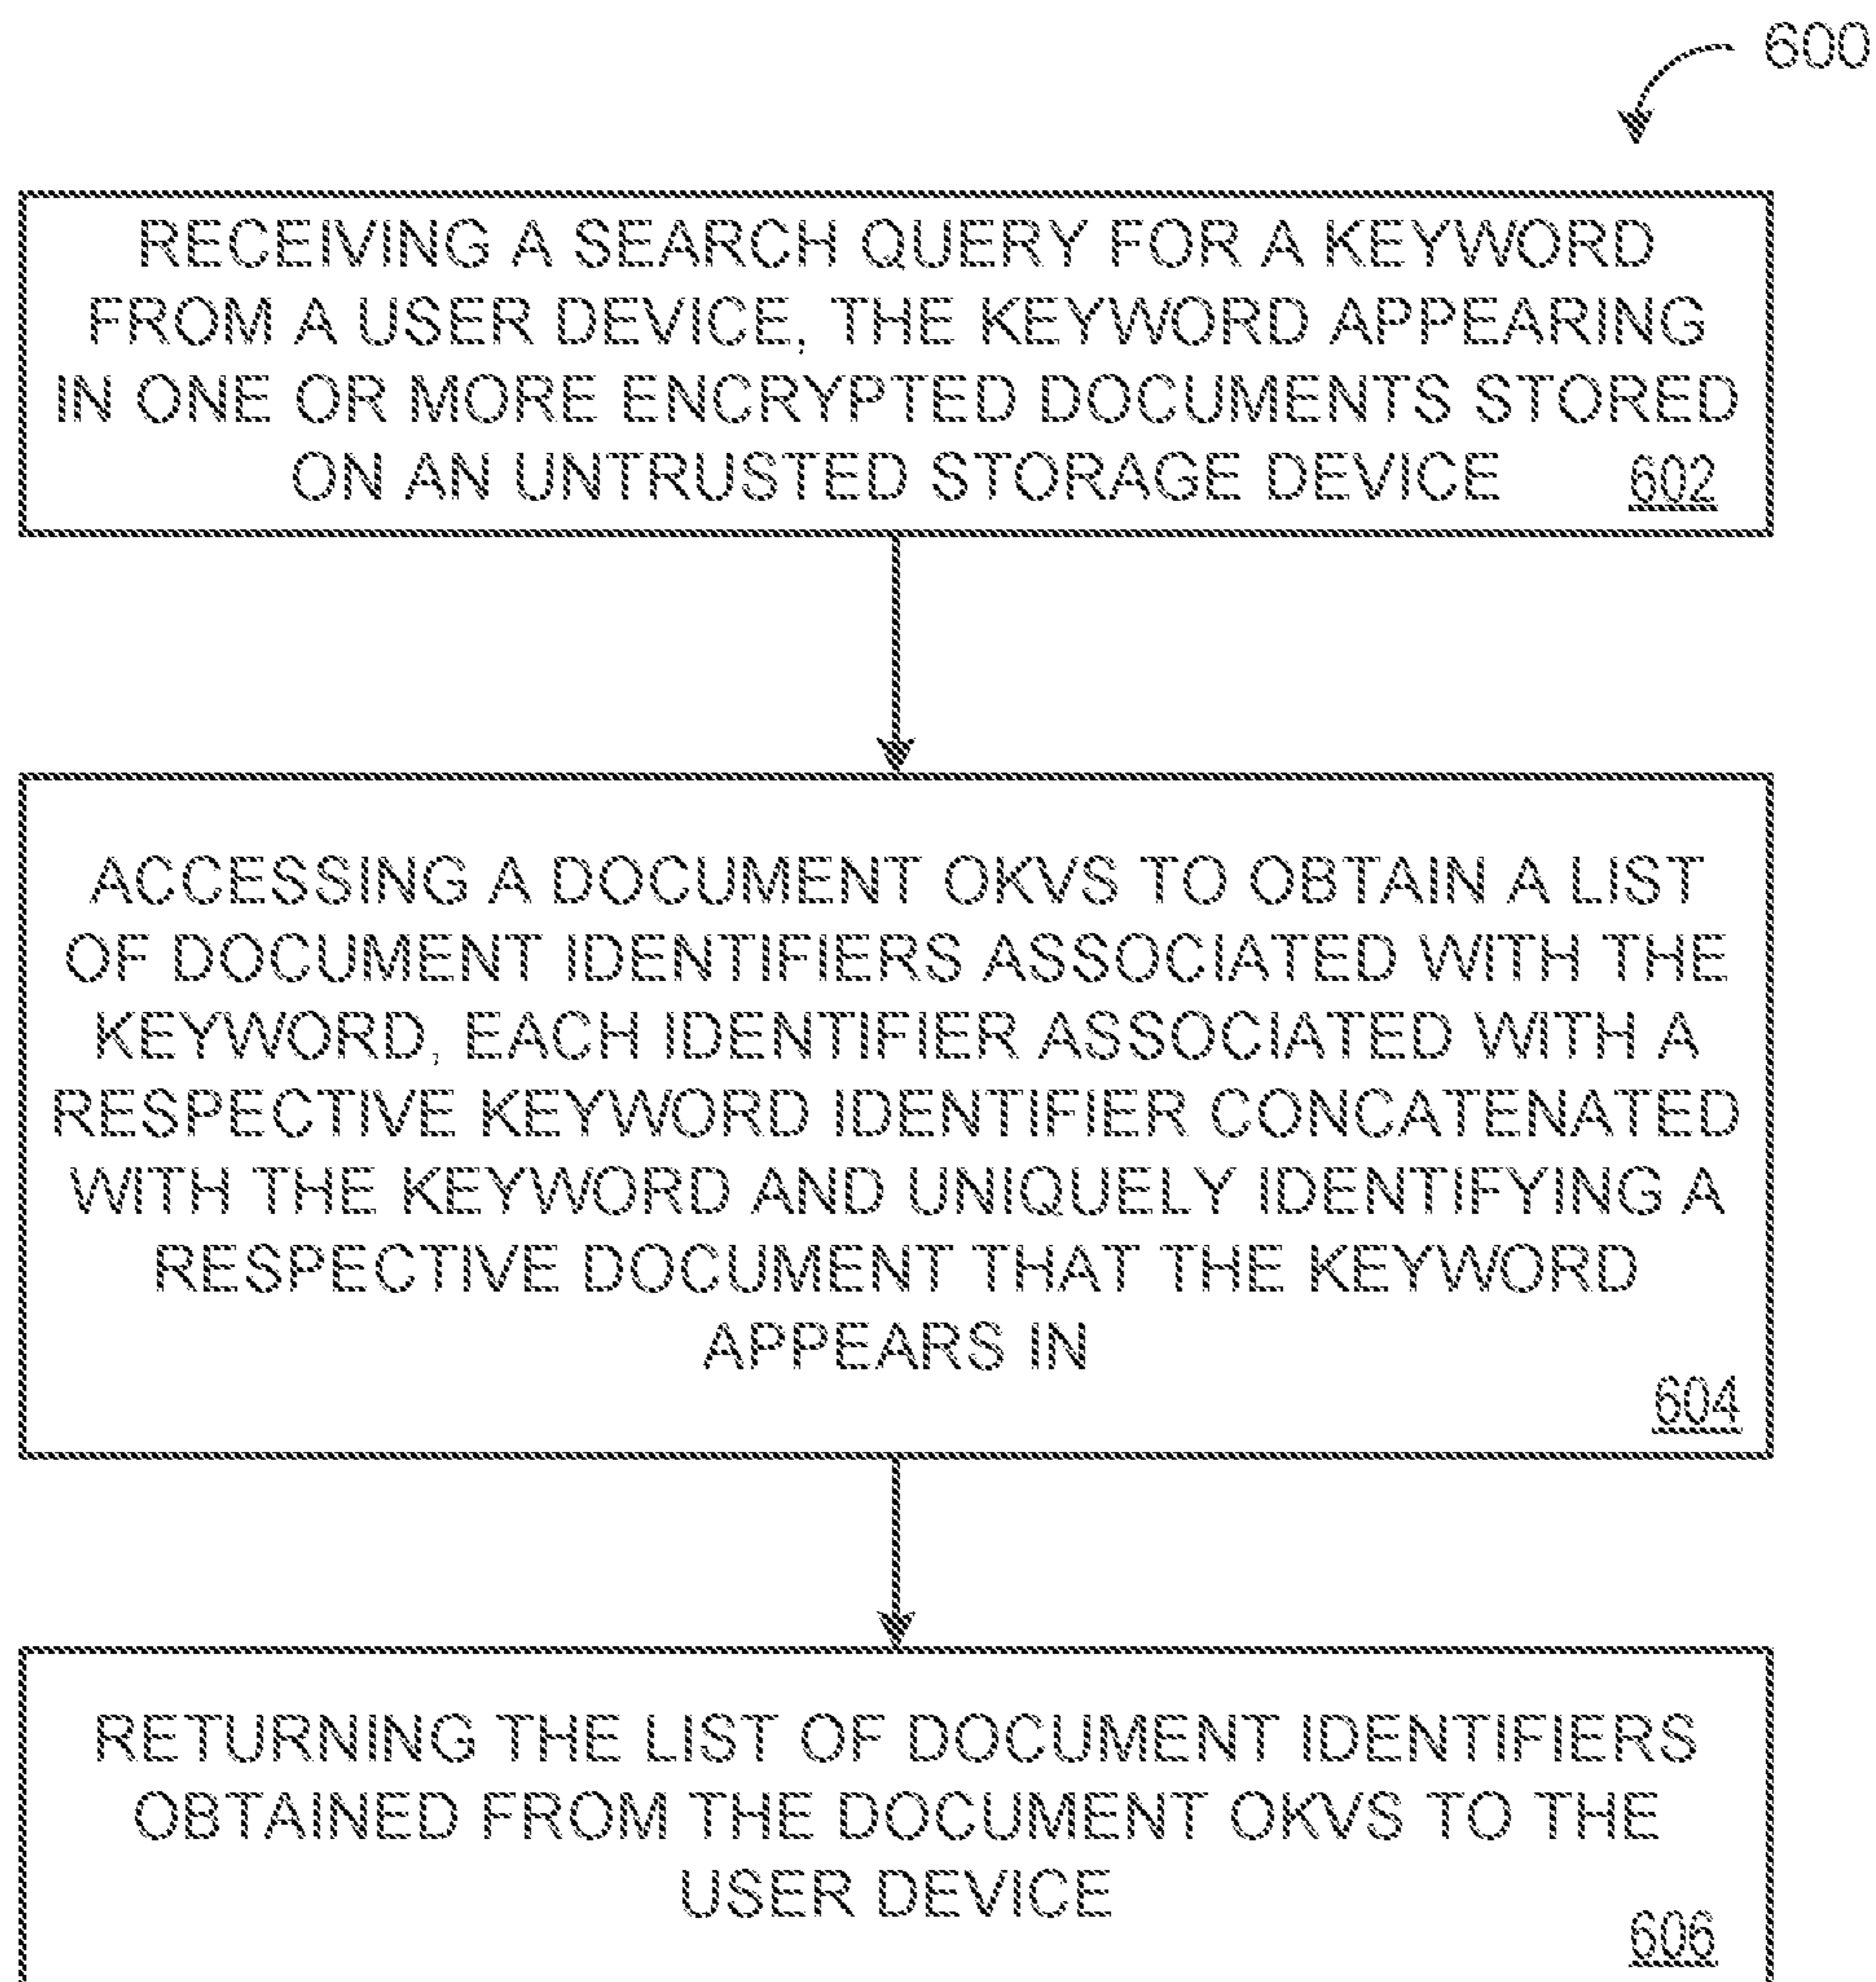 600
RECEIVING A SEARCH QUERY FOR A KEYWORD
FROM A USER DEVICE, THE KEYWORD APPEARING
IN ONE OR MORE ENCRYPTED DOCUMENTS STORED
ON AN UNTRUSTED STORAGE DEVICE 602
ACCESSING A DOCUMENT OKVS TO OBTAIN A LIST
OF DOCUMENT IDENTIFIERS ASSOCIATED WITH THE
KEYWORD, EACH IDENTIFIER ASSOCIATED WITH A
RESPECTIVE KEYWORD IDENTIFIER CONCATENATED
WITH THE KEYWORD AND UNIQUELY IDENTIFYING A
RESPECTIVE DOCUMENT THAT THE KEYWORD
APPEARS IN
604
RETURNING THE LIST OF DOCUMENT IDENTIFIERS
OBTAINED FROM THE DOCUMENT OKVS TO THE
USER DEVICE
606